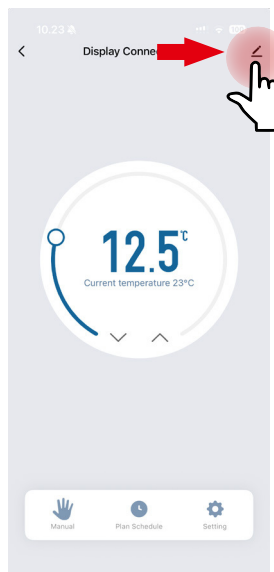 10.23
Display Connec
12.5°C
Current temperature 23°C
Manual
Plan Schedule
Setting